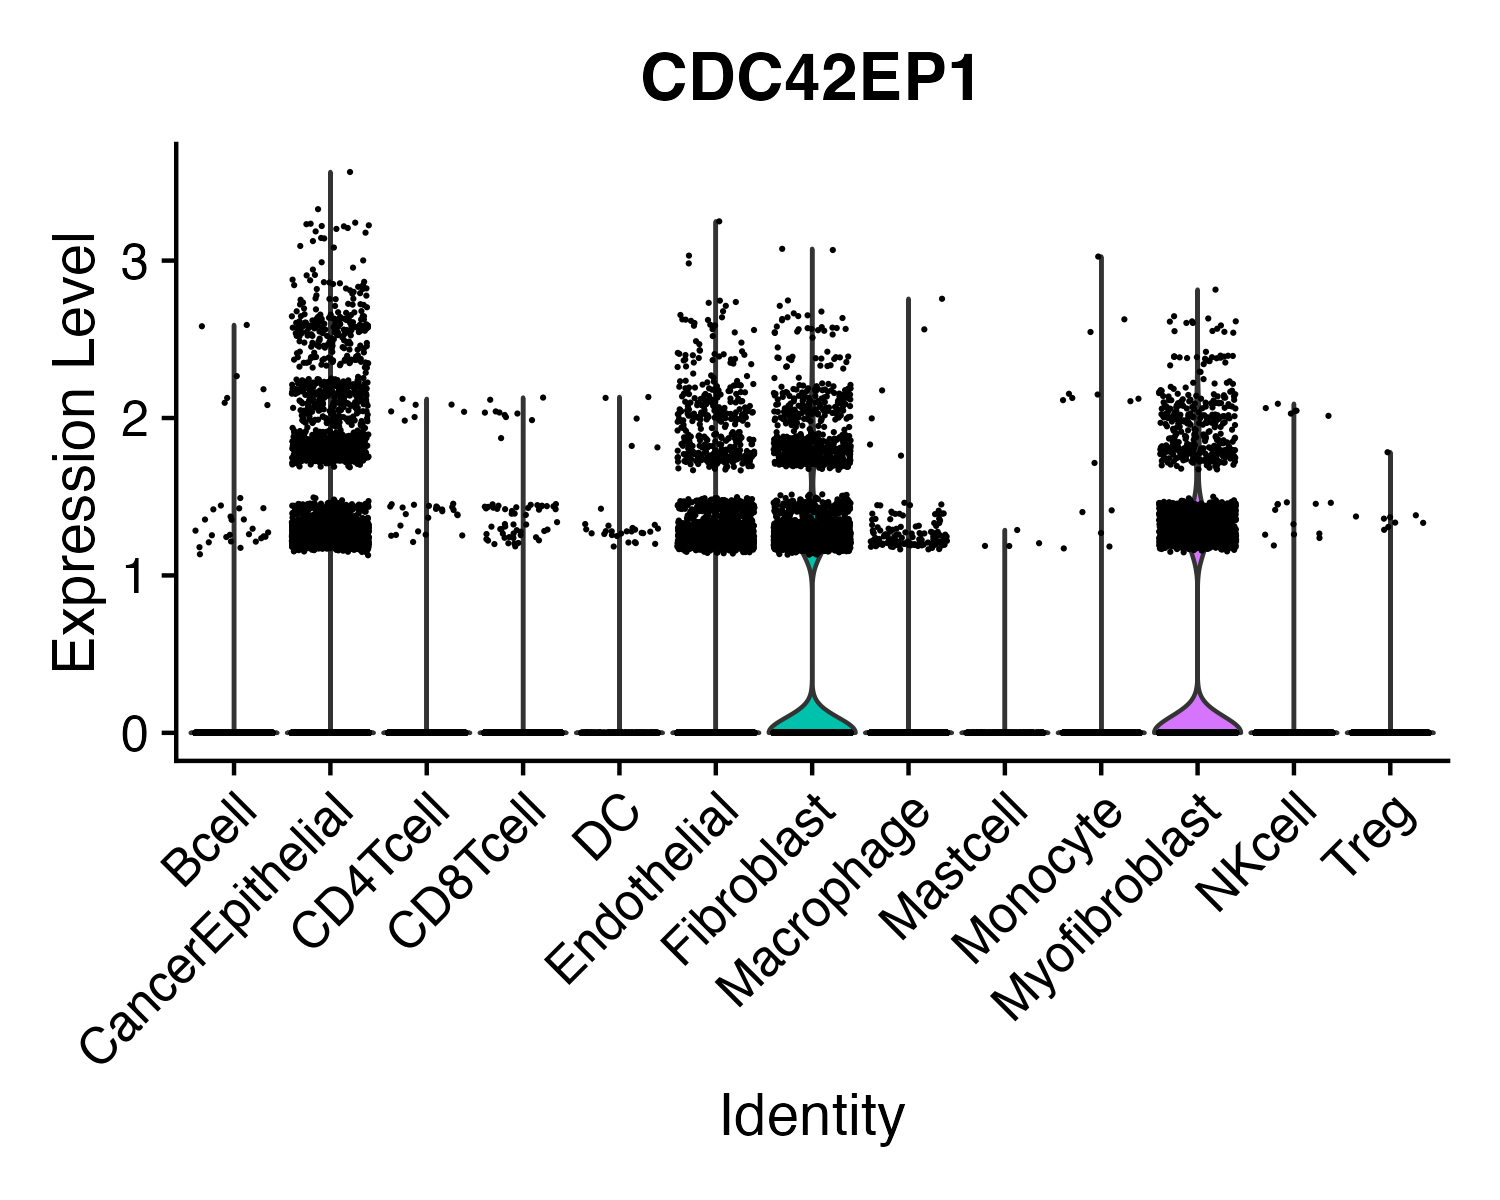 CDC42EP1
Expression Level
3
2
1
0
Bcell
CancerEpithelial
CD4Tcell
CD8Tcell
DC
Endothelial
Fibroblast
Macrophage
Mastcell
Monocyte
Myofibroblast
NKcell
Treg
Identity